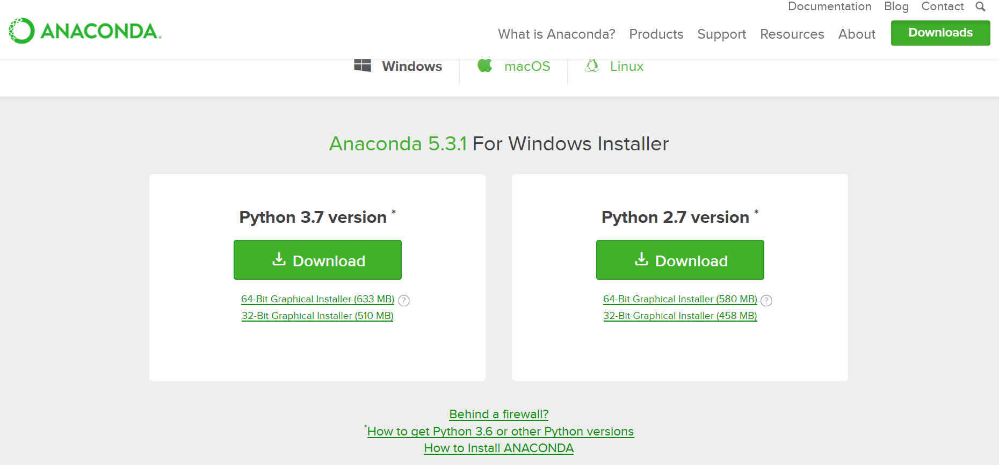 Documentation Blog Contact
ANACONDA.
What is Anaconda? Products Support Resources About Downloads
Windows macOS Linux
Anaconda 5.3.1 For Windows Installer
Python 3.7 version *
Download
64-Bit Graphical Installer (633 MB) ?
32-Bit Graphical Installer (510 MB)
Python 2.7 version *
Download
64-Bit Graphical Installer (580 MB) ?
32-Bit Graphical Installer (458 MB)
Behind a firewall?
*How to get Python 3.6 or other Python versions
How to Install ANACONDA